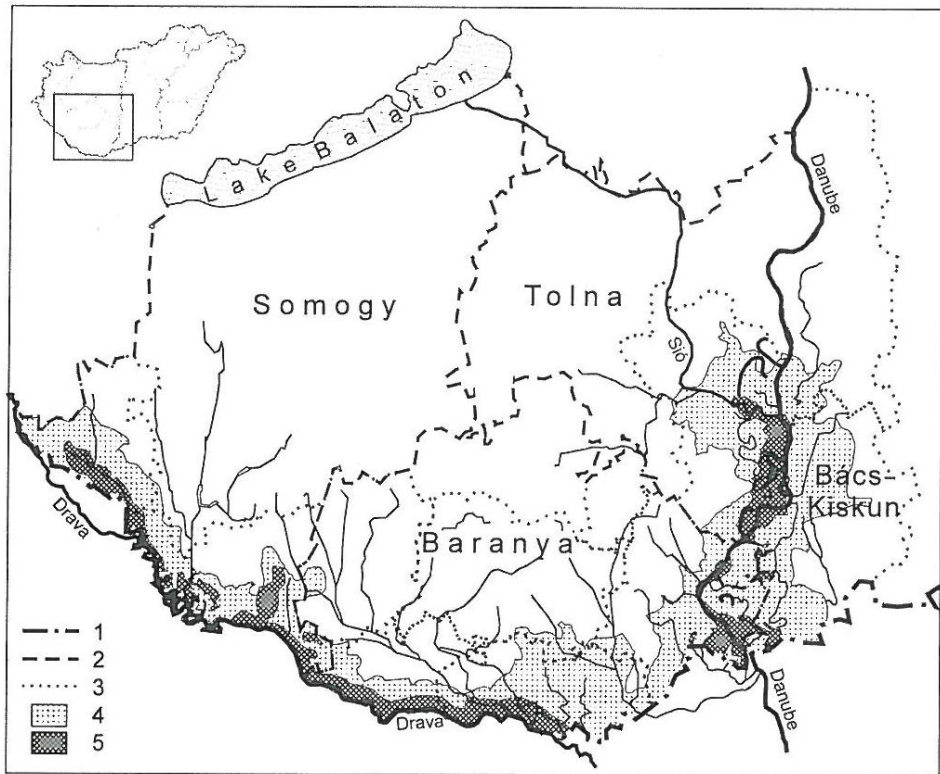 Lake Balaton
Danube
Somogy
Tolna
Sió
Bács-
Kiskun
Drava
Baranya
1
2
3
4
5
Drava
Danube